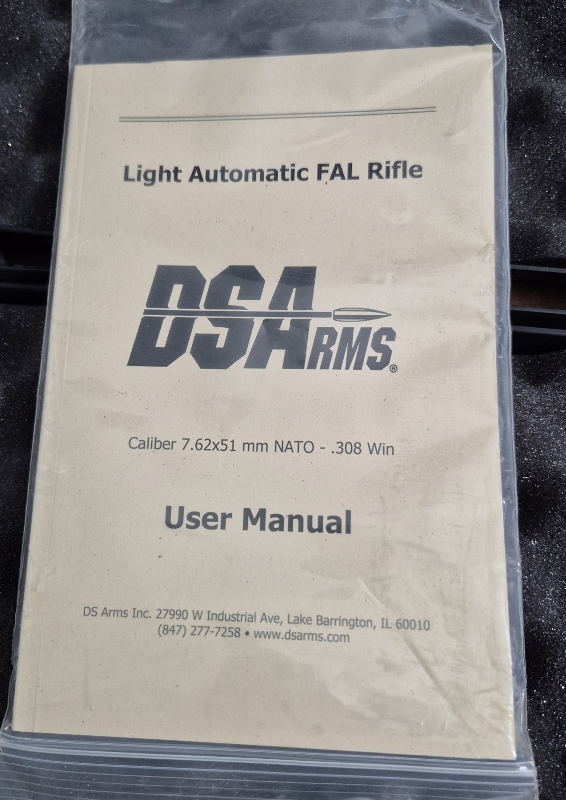 Light Automatic FAL Rifle
DSARMS®
Caliber 7.62x51 mm NATO - .308 Win
User Manual
DS Arms Inc. 27990 W Industrial Ave, Lake Barrington, IL 60010
(847) 277-7258 • www.dsarms.com